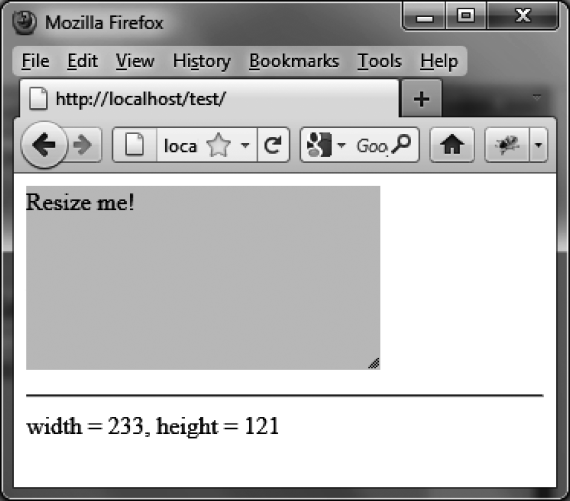 Mozilla Firefox
File Edit View History Bookmarks Tools Help
http://localhost/test/
loca Goo
Resize me!
width = 233, height = 121